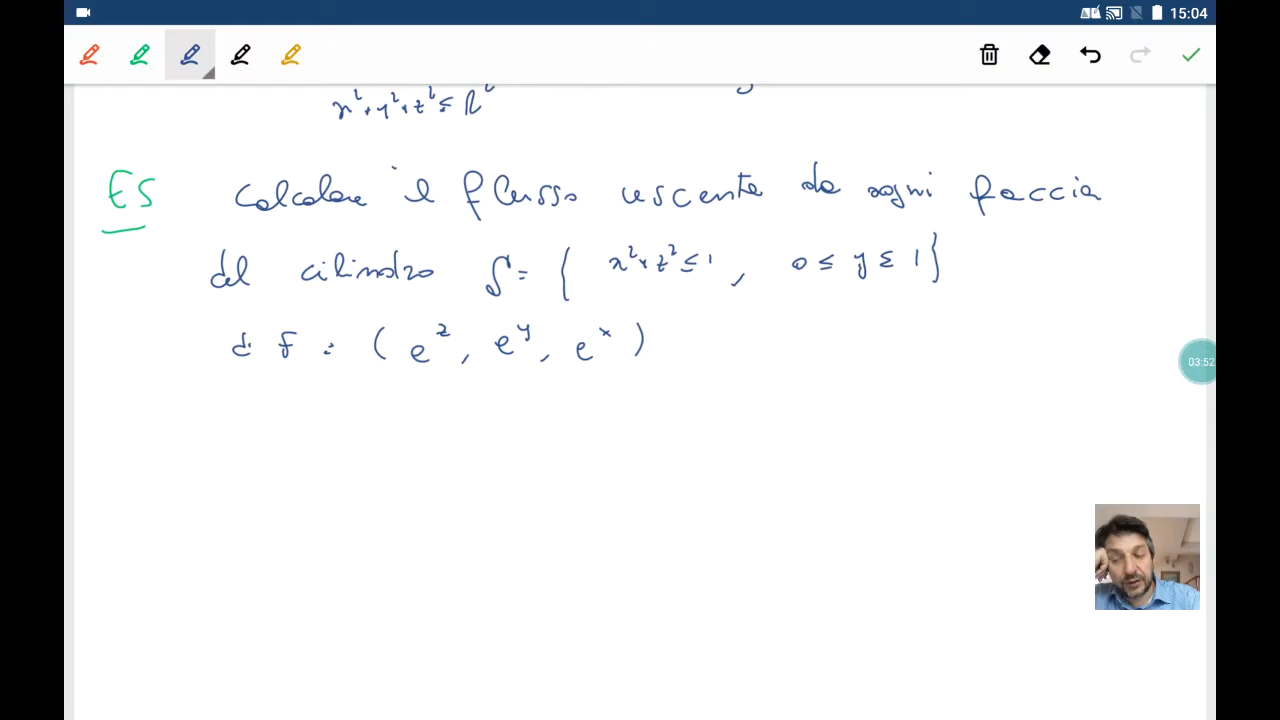 15:04
x²+y²+z² ≤ R²
ES Calcolare il flusso uscente da ogni faccia
del cilindro S = { x²+z² ≤ 1, 0 ≤ y ≤ 1 }
di F = ( e^z, e^y, e^x )
03:52